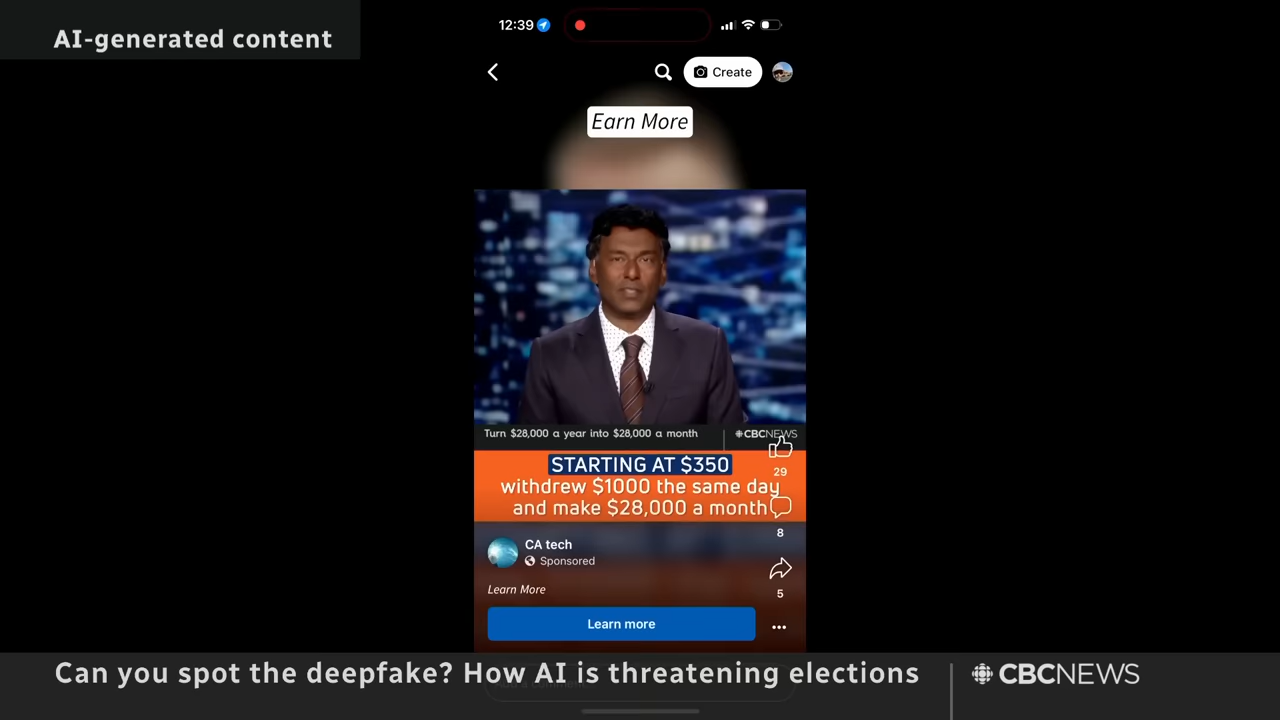 AI-generated content
12:39
Create
Earn More
Turn $28,000 a year into $28,000 a month
CBCNEWS
STARTING AT $350
withdrew $1000 the same day
and make $28,000 a month
29
8
5
CA tech
Sponsored
Learn More
Learn more
Can you spot the deepfake? How AI is threatening elections
CBCNEWS